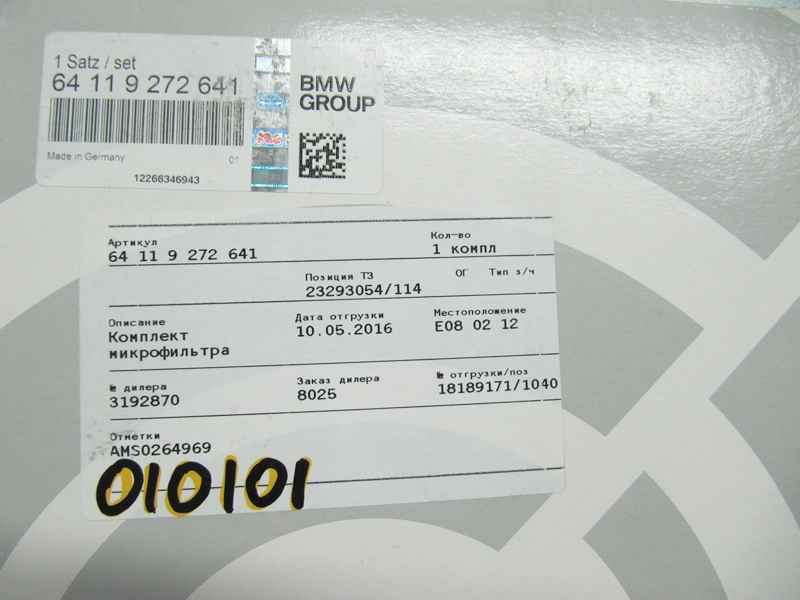 1 Satz / set
64 11 9 272 641
BMW
GROUP
Made in Germany
01
12266346943
Артикул
64 11 9 272 641
Кол-во
1 компл
Позиция ТЗ
23293054/114
ОГ
Тип з/ч
Описание
Комплект
микрофильтра
Дата отгрузки
10.05.2016
Местоположение
E08 02 12
№ дилера
3192870
Заказ дилера
8025
№ отгрузки/поз
18189171/1040
Отметки
AMS0264969
010101